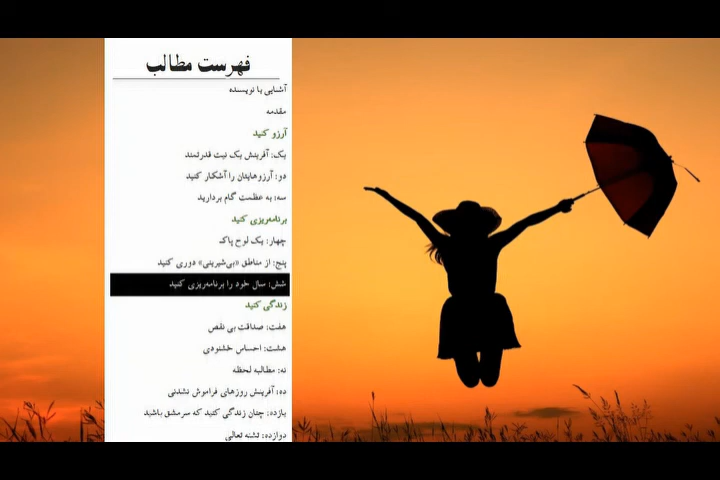 فهرست مطالب
آشنایی با نویسنده
مقدمه
آرزو کنید
یک: آفرینش یک نیت قدرتمند
دو: آرزوهایتان را آشکار کنید
سه: به عظمت گام بردارید
برنامه‌ریزی کنید
چهار: یک لوح پاک
پنج: از مناطق «بی‌شیرینی» دوری کنید
شش: سال خود را برنامه‌ریزی کنید
زندگی کنید
هفت: صداقت بی نقص
هشت: احساس خشنودی
نه: مطالبه لحظه
ده: آفرینش روزهای فراموش نشدنی
یازده: چنان زندگی کنید که سرمشق باشید
دوازده: تشنه تعالی